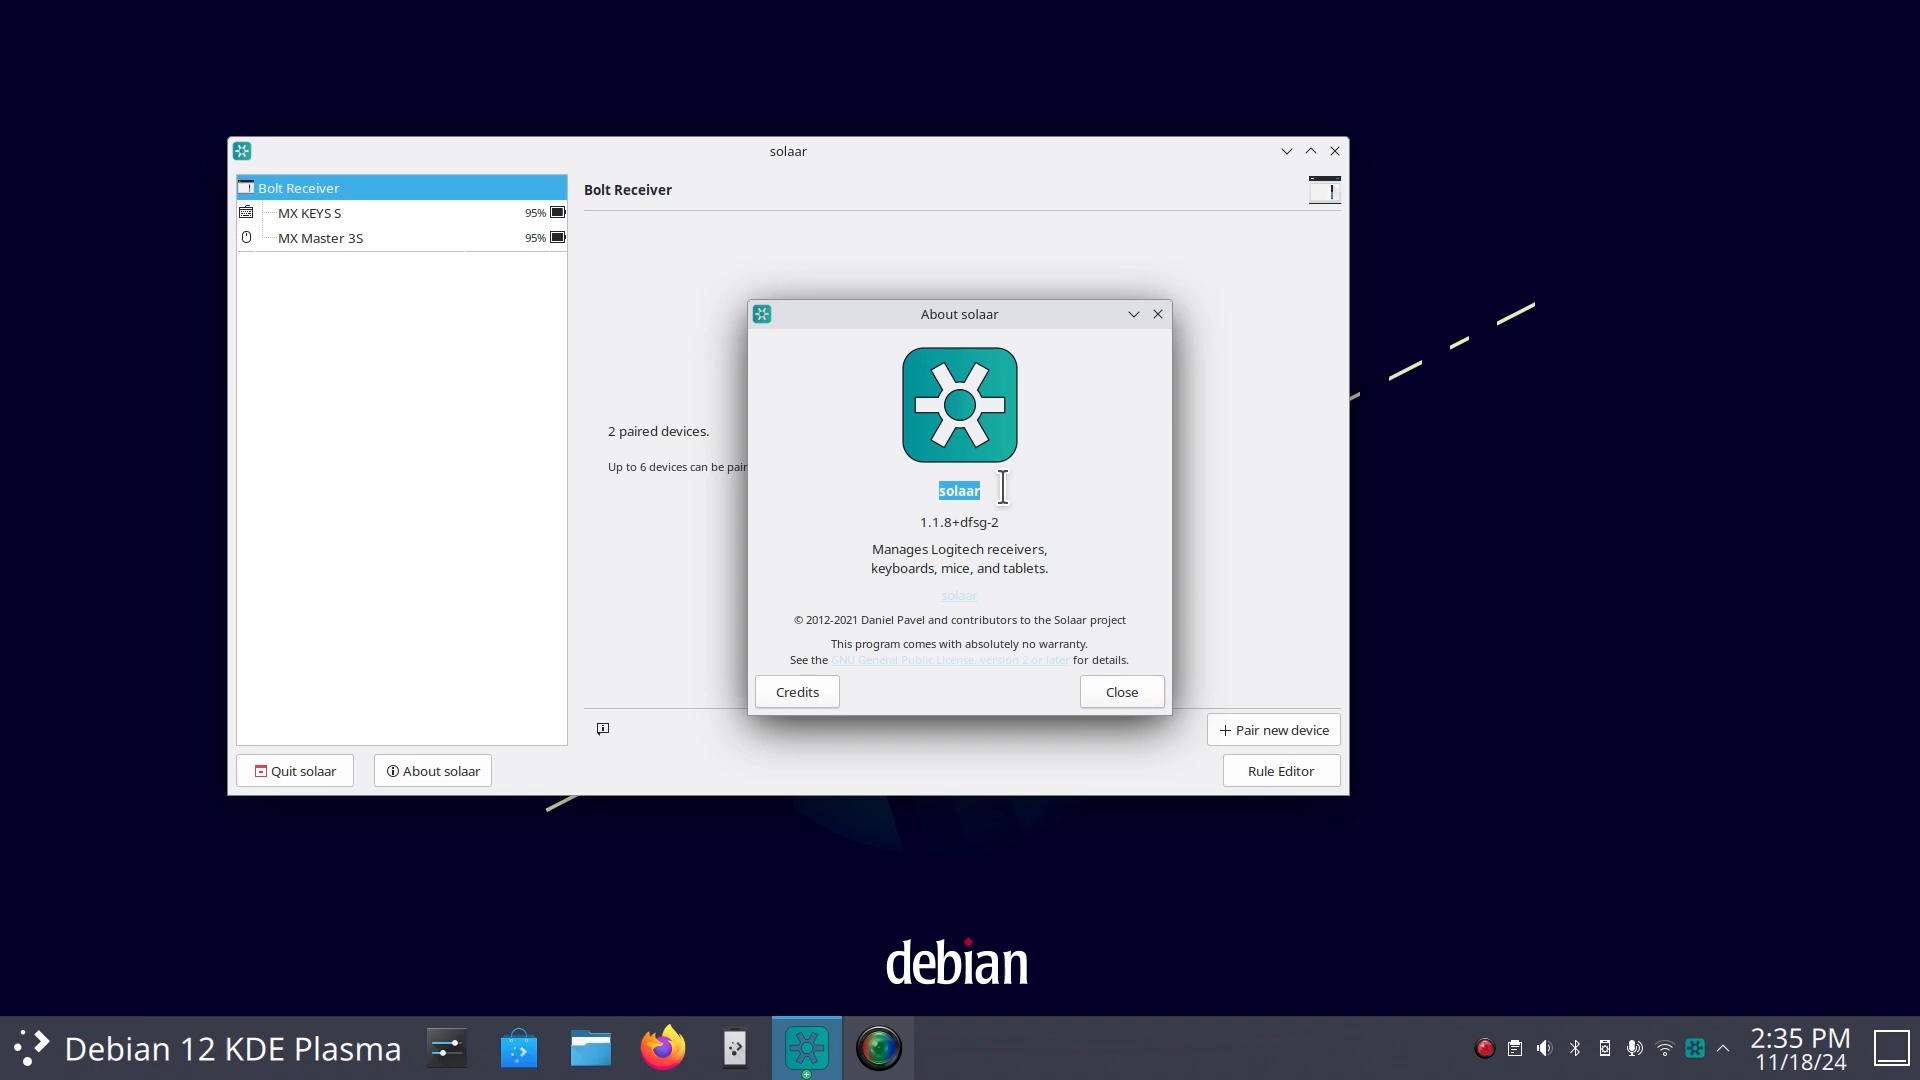 solaar
Bolt Receiver
MX KEYS S 95%
MX Master 3S 95%
Bolt Receiver
2 paired devices.
Up to 6 devices can be pair
About solaar
solaar
1.1.8+dfsg-2
Manages Logitech receivers,
keyboards, mice, and tablets.
solaar
© 2012-2021 Daniel Pavel and contributors to the Solaar project
This program comes with absolutely no warranty.
See the GNU General Public License, version 2 or later for details.
Credits
Close
Pair new device
Quit solaar
About solaar
Rule Editor
debian
Debian 12 KDE Plasma
2:35 PM
11/18/24